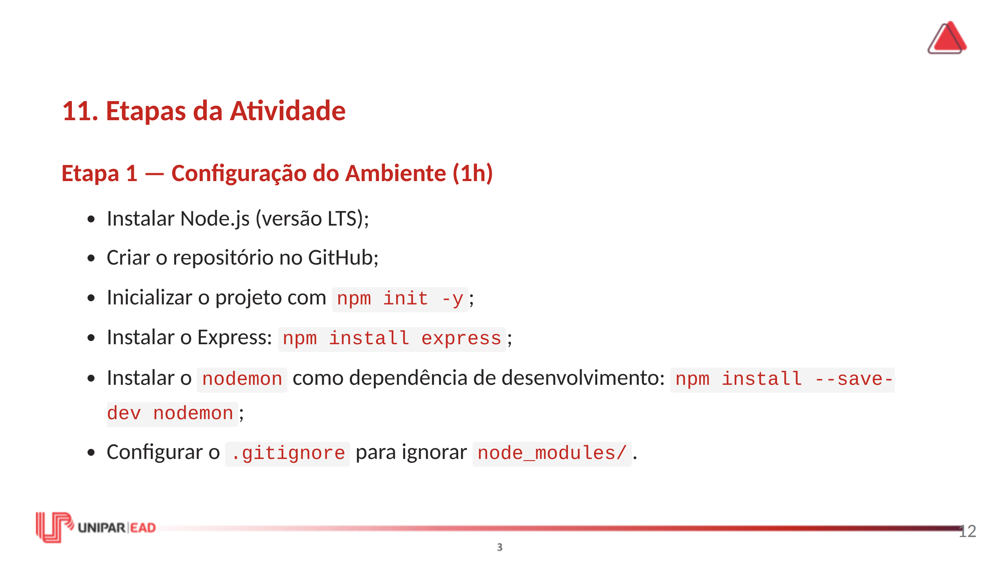 11. Etapas da Atividade
Etapa 1 — Configuração do Ambiente (1h)
• Instalar Node.js (versão LTS);
• Criar o repositório no GitHub;
• Inicializar o projeto com npm init -y;
• Instalar o Express: npm install express;
• Instalar o nodemon como dependência de desenvolvimento: npm install --save-
dev nodemon;
• Configurar o .gitignore para ignorar node_modules/.
UNIPAR|EAD
12
3